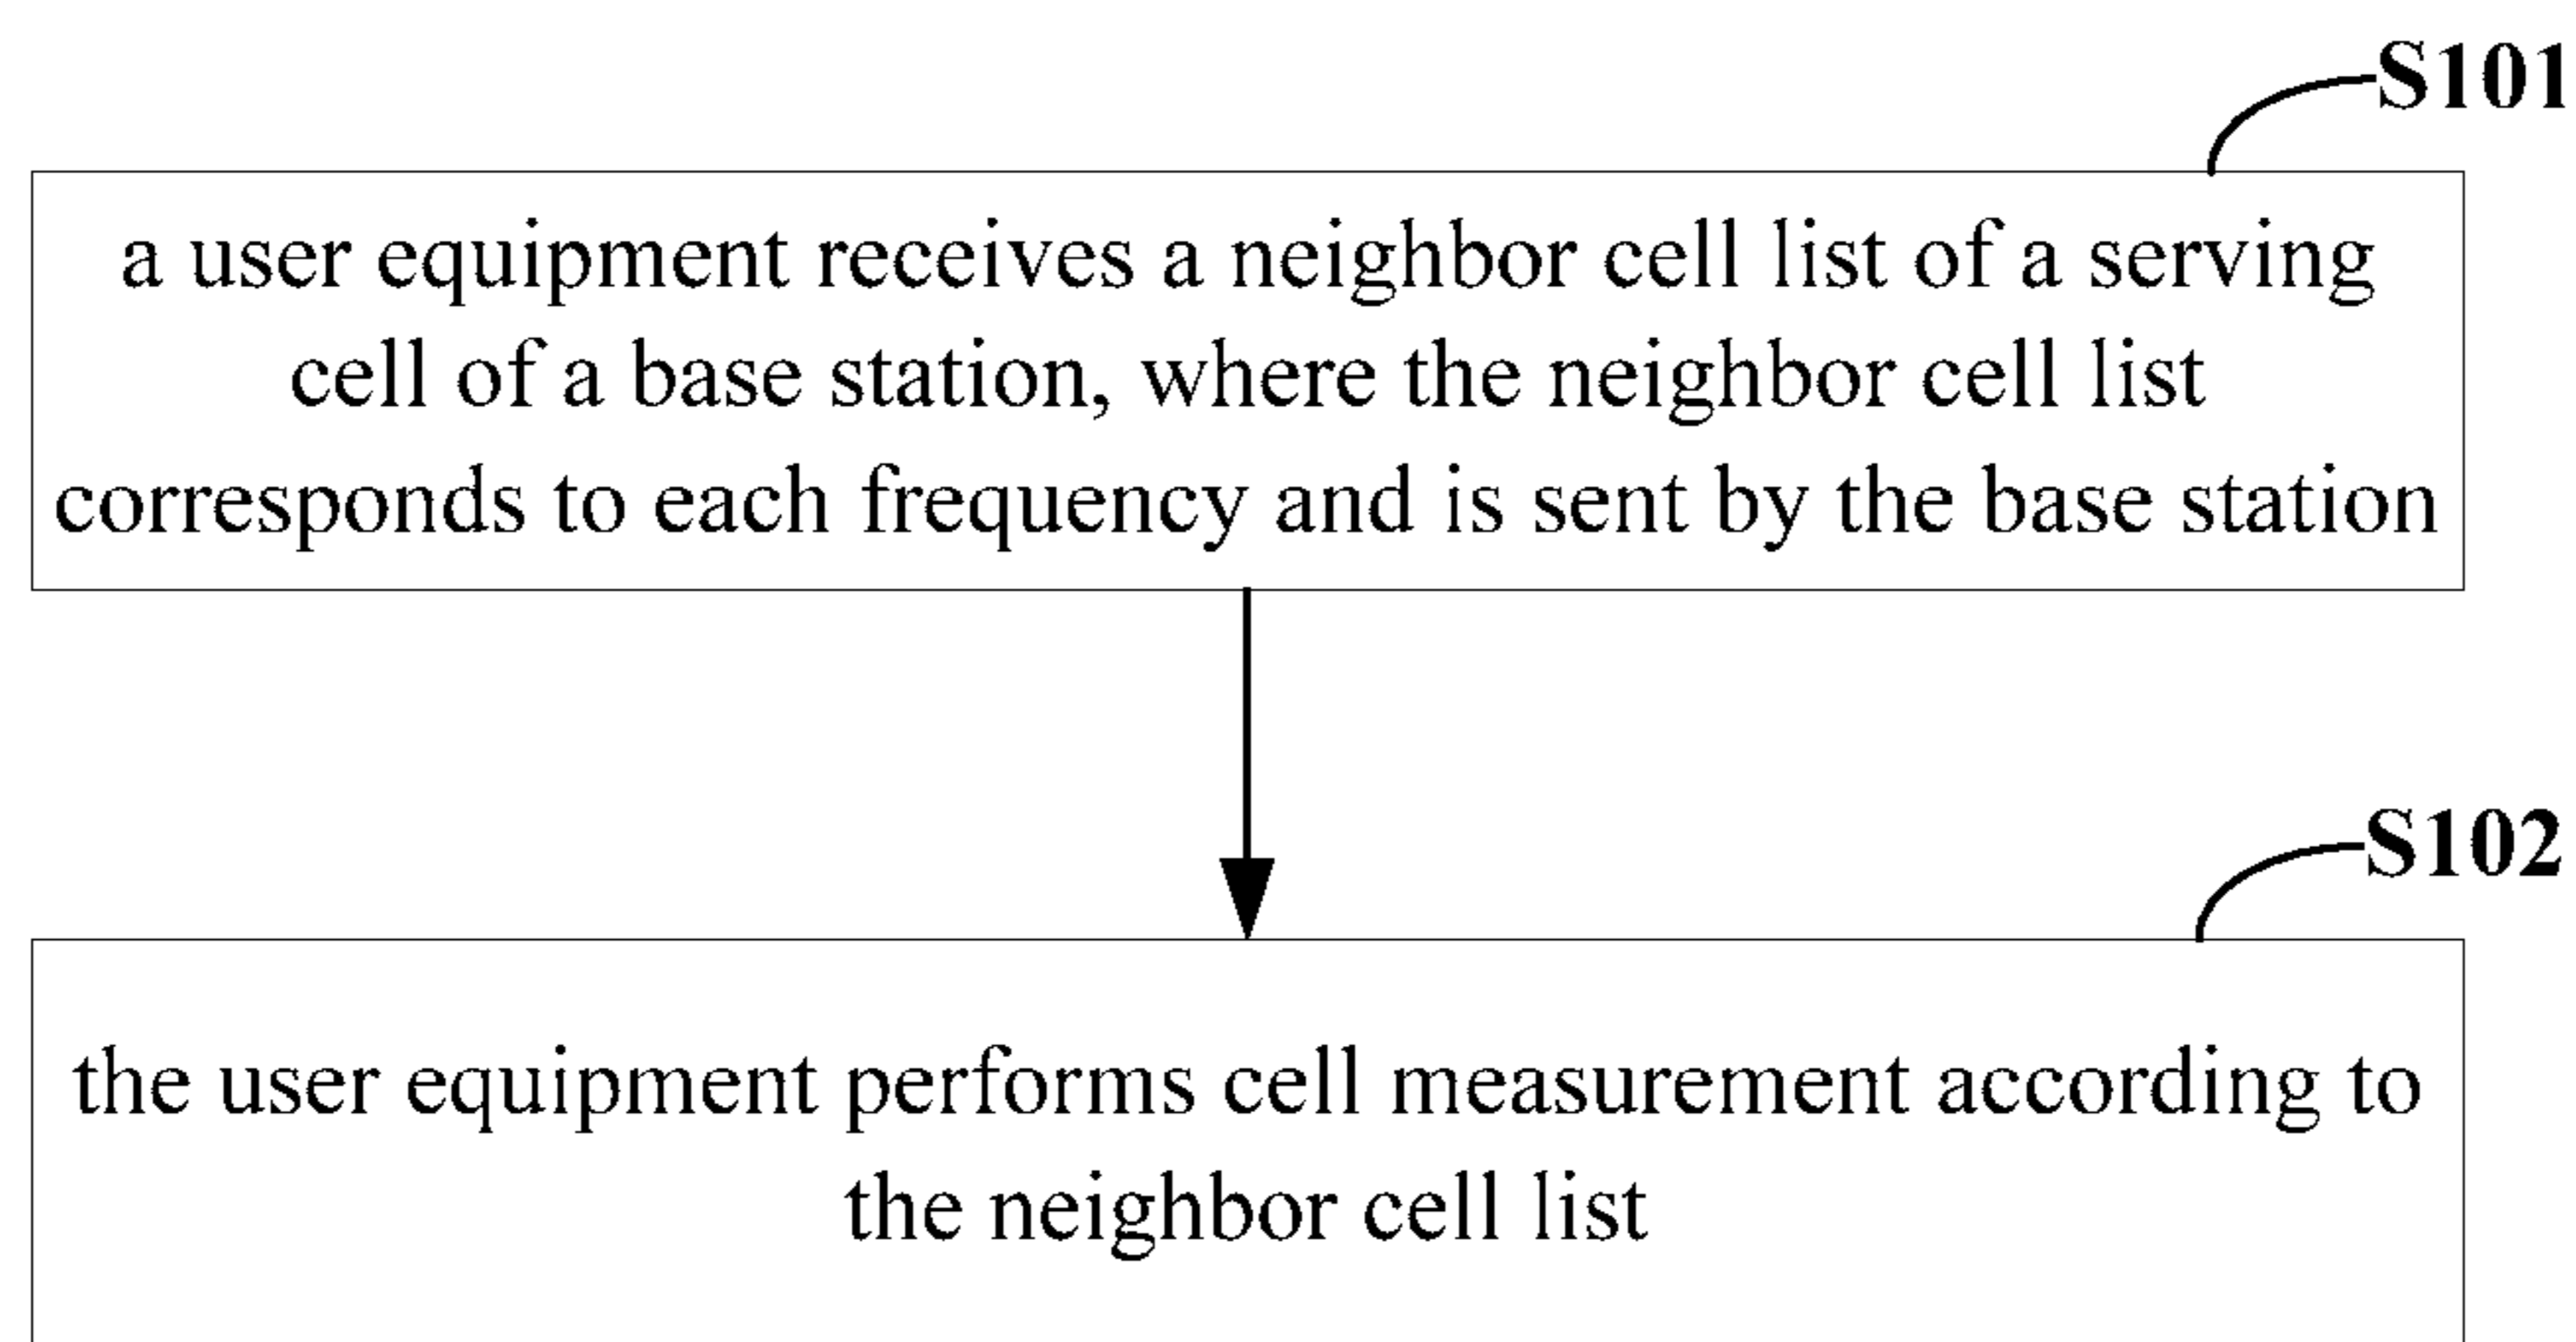 S101
a user equipment receives a neighbor cell list of a serving
cell of a base station, where the neighbor cell list
corresponds to each frequency and is sent by the base station
S102
the user equipment performs cell measurement according to
the neighbor cell list